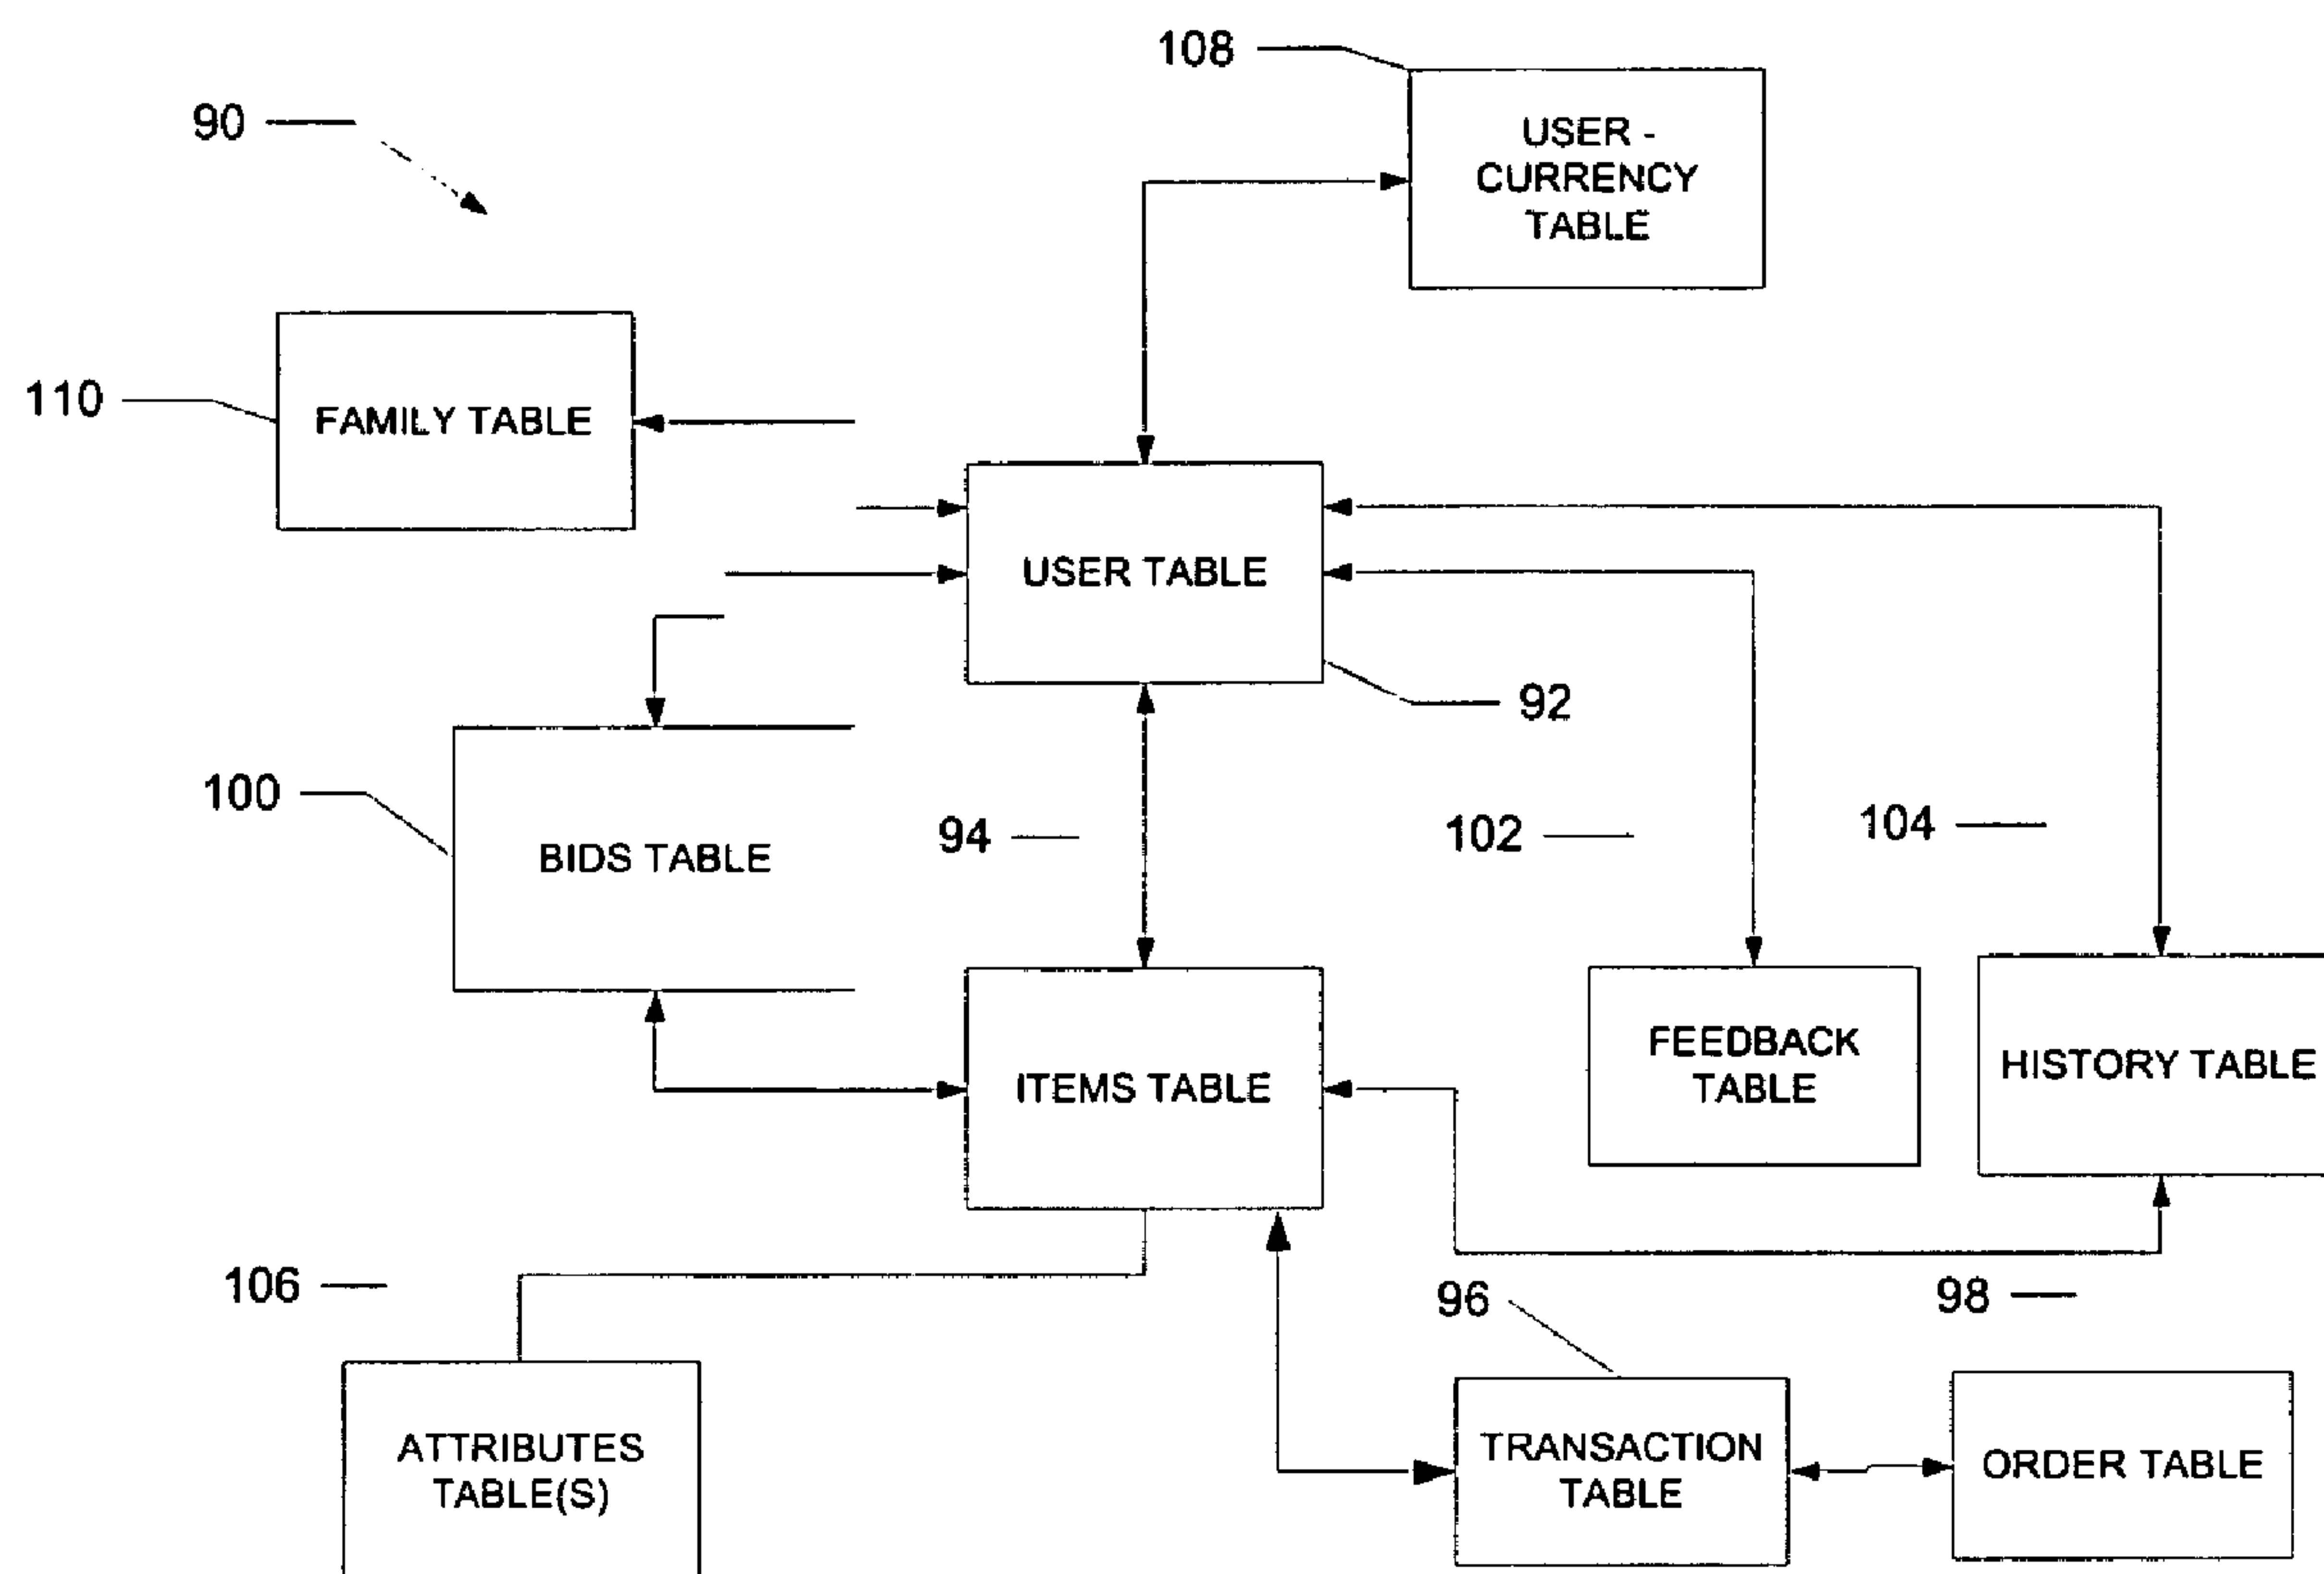 108
90
USER -
CURRENCY
TABLE
110
FAMILY TABLE
USER TABLE
92
100
94
102
104
BIDS TABLE
FEEDBACK
TABLE
HISTORY TABLE
ITEMS TABLE
106
96
98
ATTRIBUTES
TABLE(S)
TRANSACTION
TABLE
ORDER TABLE